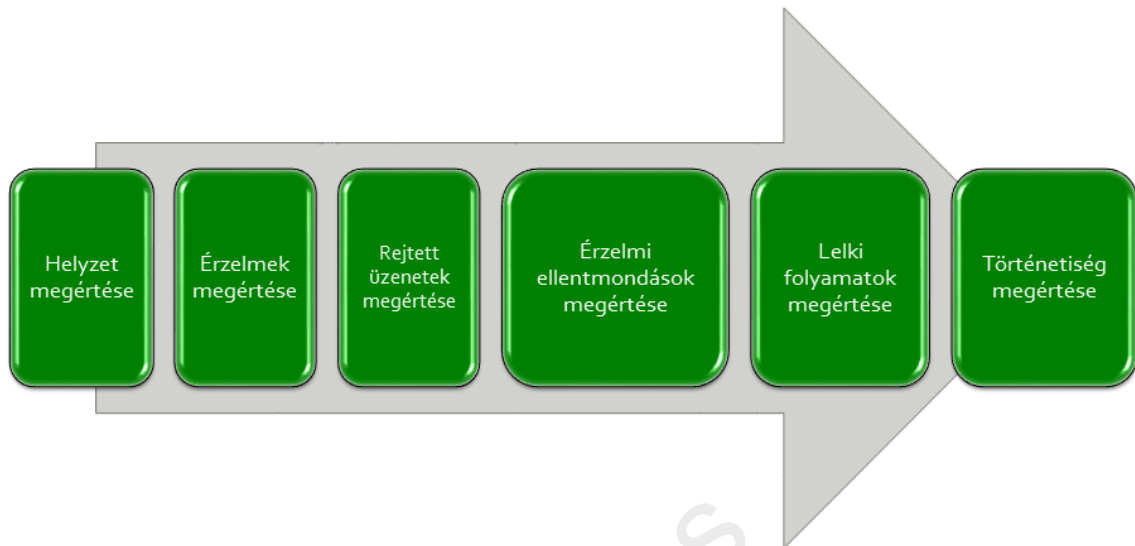 Helyzet
megértése
Érzelmek
megértése
Rejtett
üzenetek
megértése
Érzelmi
ellentmondások
megértése
Lelki
folyamatok
megértése
Történetiség
megértése